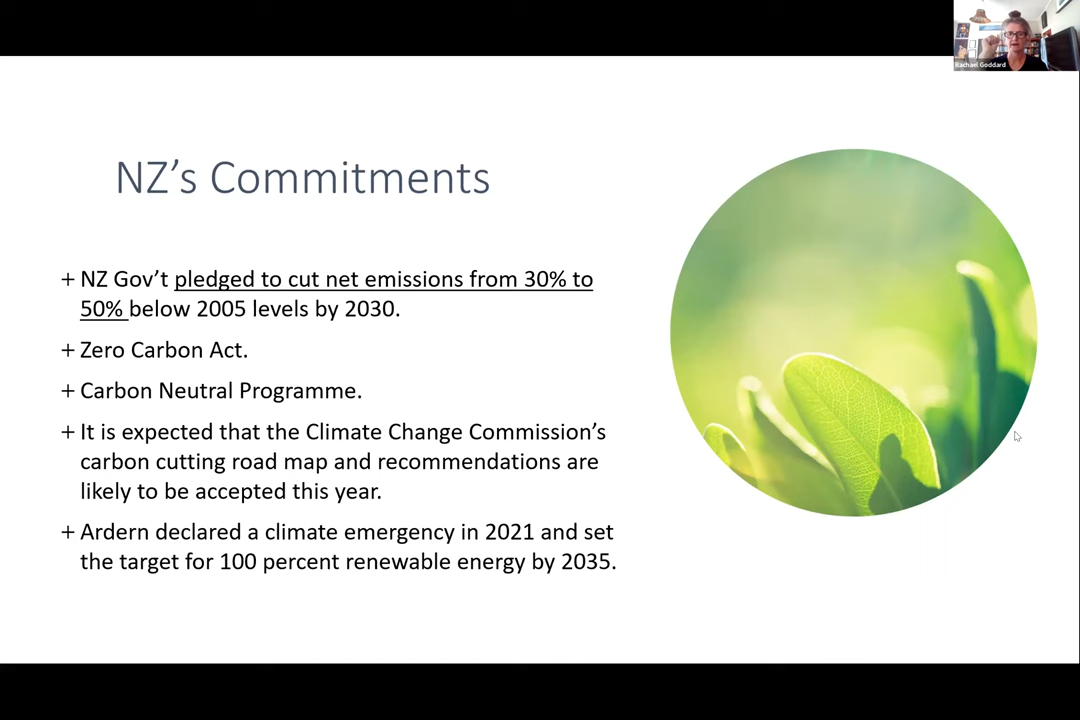 Rachael Goddard
NZ’s Commitments
+ NZ Gov’t pledged to cut net emissions from 30% to
50% below 2005 levels by 2030.
+ Zero Carbon Act.
+ Carbon Neutral Programme.
+ It is expected that the Climate Change Commission’s
carbon cutting road map and recommendations are
likely to be accepted this year.
+ Ardern declared a climate emergency in 2021 and set
the target for 100 percent renewable energy by 2035.